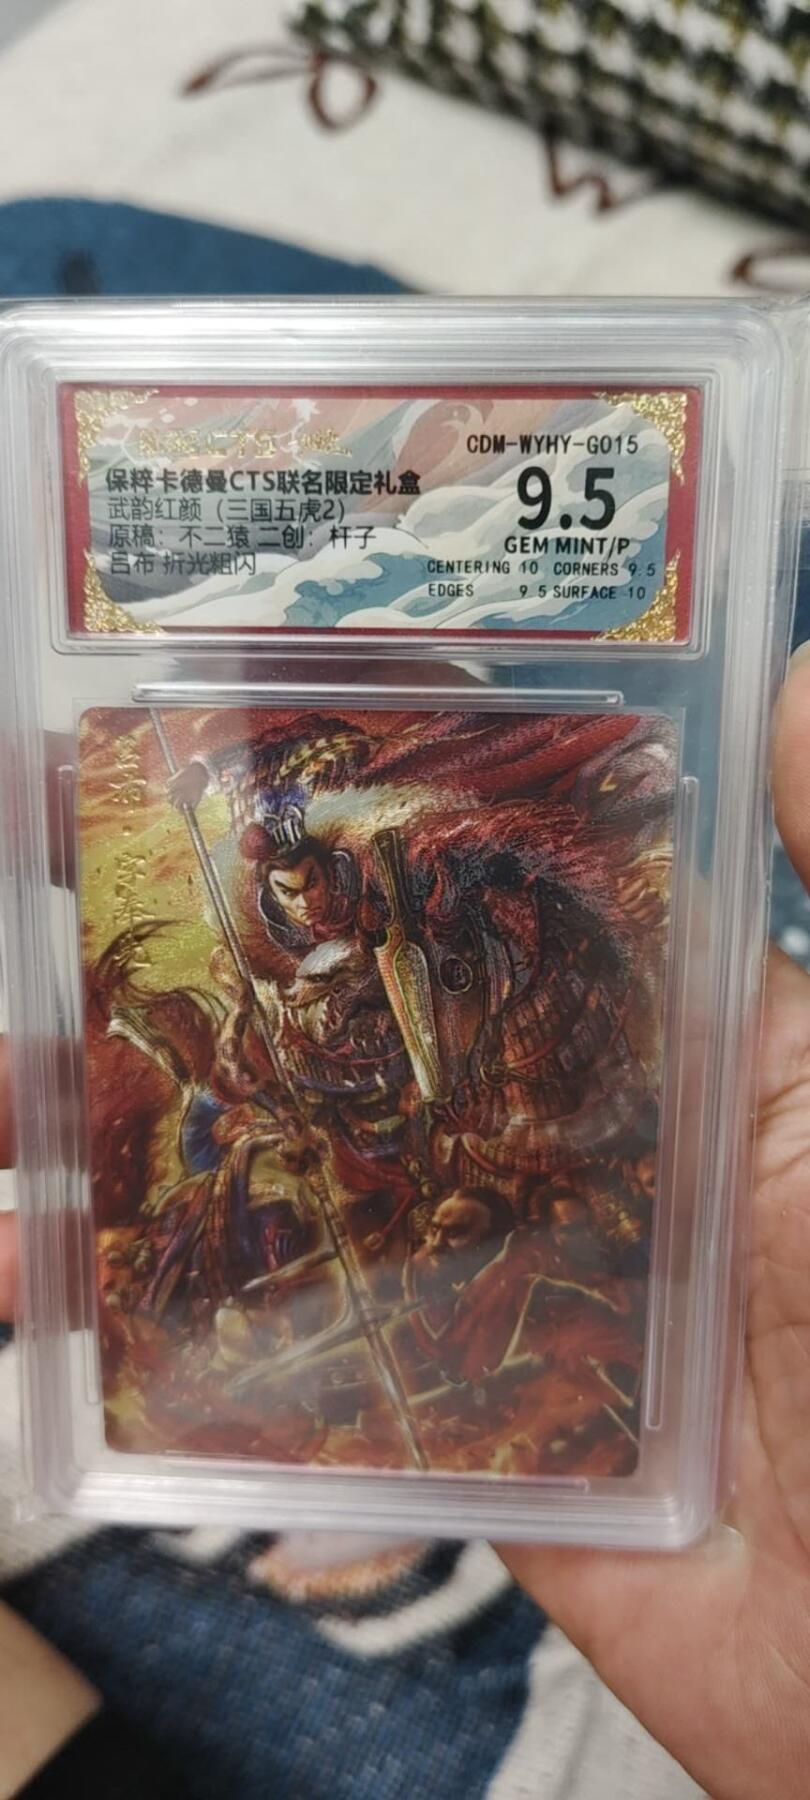 CDM-WYHY-G015
保粹卡德曼CTS联名限定礼盒
武韵红颜（三国五虎2）
原稿：不二猿 二创：杆子
吕布 折光粗闪
9.5
GEM MINT/P
CENTERING 10 CORNERS 9.5
EDGES 9.5 SURFACE 10